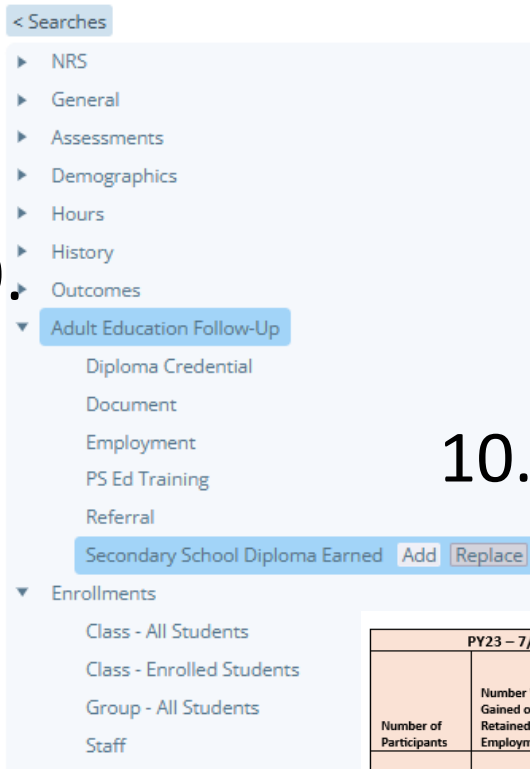 < Searches
NRS
General
Assessments
Demographics
Hours
History
Outcomes
Adult Education Follow-Up
Diploma Credential
Document
Employment
PS Ed Training
10.
Referral
Secondary School Diploma Earned Add Replace
Enrollments
Class - All Students
Class - Enrolled Students
Group - All Students
Staff
PY23 – 7/
Number of
Participants
Number
Gained o
Retained
Employm